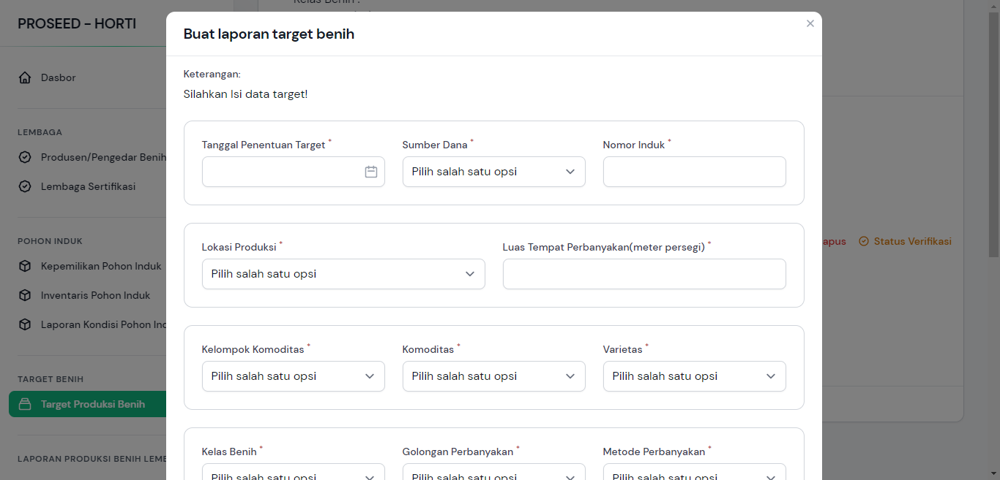 Kelas Benih :
PROSEED - HORTI
Buat laporan target benih
Dasbor
Keterangan:
Silahkan Isi data target!
LEMBAGA
Produsen/Pengedar Benih
Lembaga Sertifikasi
Tanggal Penentuan Target *
Sumber Dana *
Nomor Induk *
Pilih salah satu opsi
POHON INDUK
Kepemilikan Pohon Induk
Inventaris Pohon Induk
Laporan Kondisi Pohon Ind
Lokasi Produksi *
Luas Tempat Perbanyakan(meter persegi) *
Pilih salah satu opsi
apus
Status Verifikasi
Kelompok Komoditas *
Komoditas *
Varietas *
Pilih salah satu opsi
Pilih salah satu opsi
Pilih salah satu opsi
TARGET BENIH
Target Produksi Benih
LAPORAN PRODUKSI BENIH LEMB
Kelas Benih *
Golongan Perbanyakan *
Metode Perbanyakan *
Pilih salah satu opsi
Pilih salah satu opsi
Pilih salah satu opsi